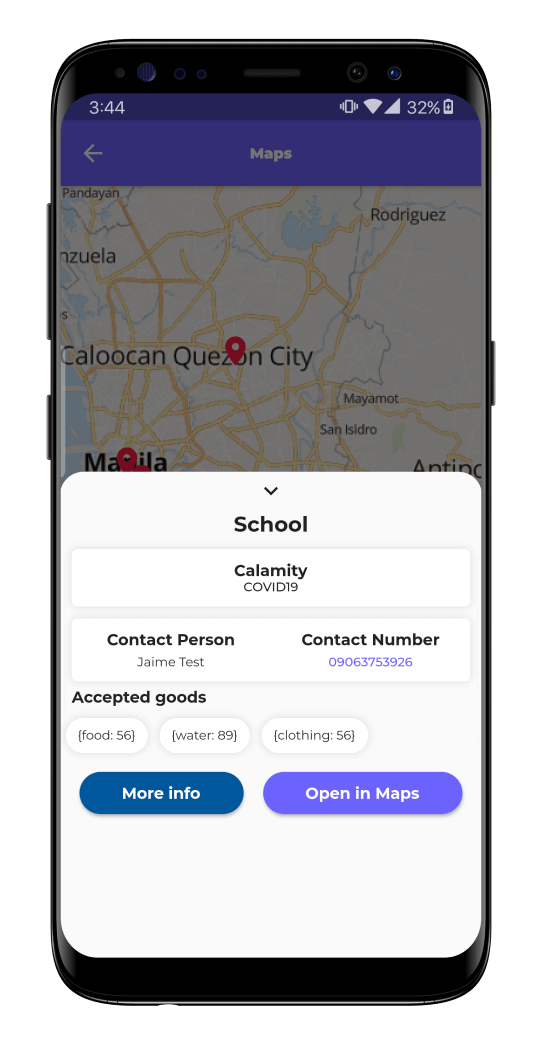 3:44 32%
Maps
Pandayan
Rodriguez
nzuela
s
Caloocan Quezon City
Mayamot
San Isidro
Manila Antipo
School
Calamity
COVID19
Contact Person Contact Number
Jaime Test 09063753926
Accepted goods
{food: 56} {water: 89} {clothing: 56}
More info Open in Maps